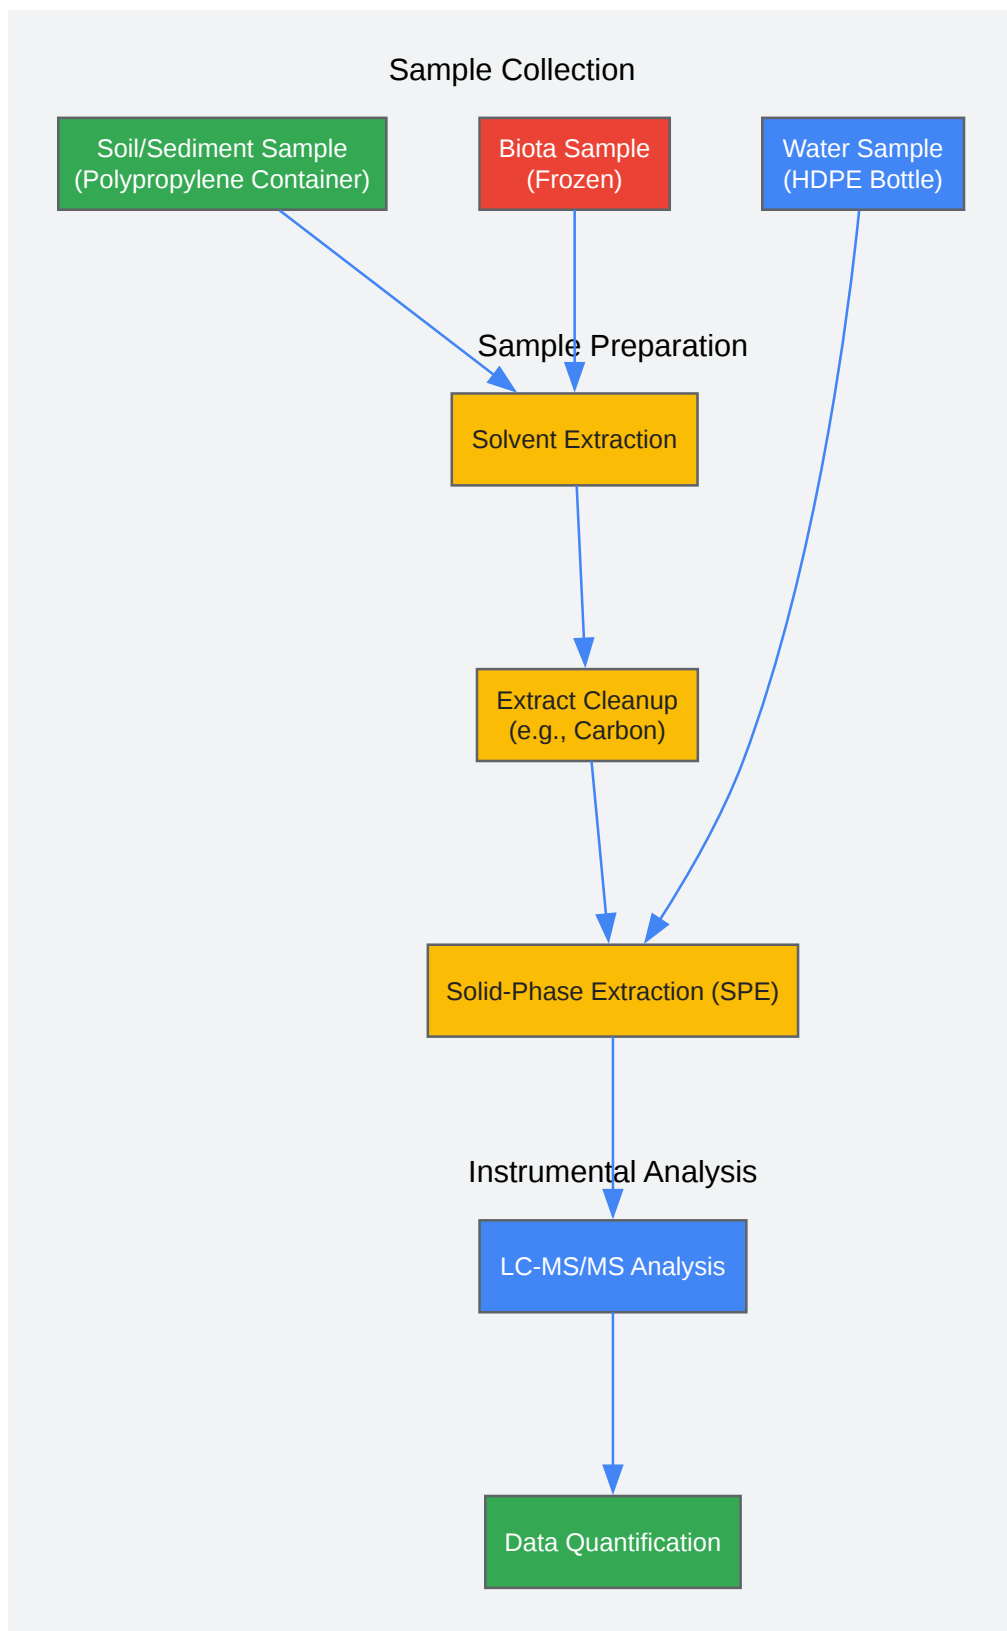 Sample Collection
Soil/Sediment Sample
(Polypropylene Container)
Biota Sample
(Frozen)
Water Sample
(HDPE Bottle)
Sample Preparation
Solvent Extraction
Extract Cleanup
(e.g., Carbon)
Solid-Phase Extraction (SPE)
Instrumental Analysis
LC-MS/MS Analysis
Data Quantification